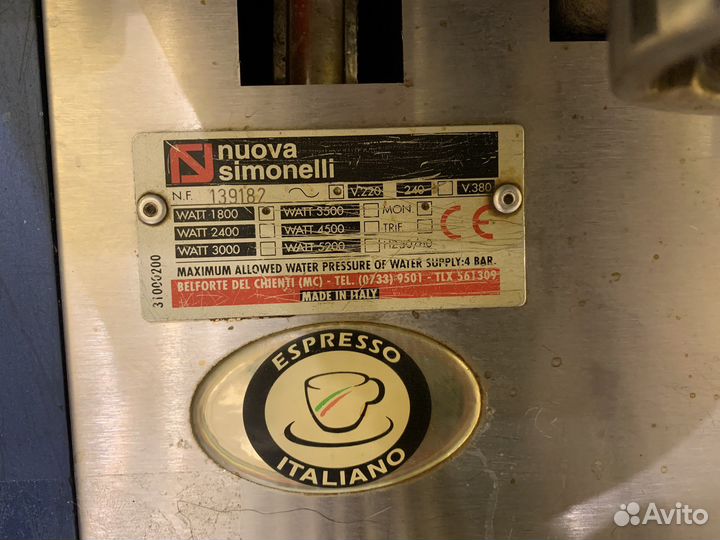 nuova
simonelli
N.F. 139182 V.220 240 V.380
WATT 1800 WATT 3500 MON.
WATT 2400 WATT 4500 TRIF. CE
WATT 3000 WATT 5200
MAXIMUM ALLOWED WATER PRESSURE OF WATER SUPPLY:4 BAR.
BELFORTE DEL CHIENTI (MC) - TEL. (0733) 9501 - TLX 561309
MADE IN ITALY
31000200
ESPRESSO
ITALIANO
Avito